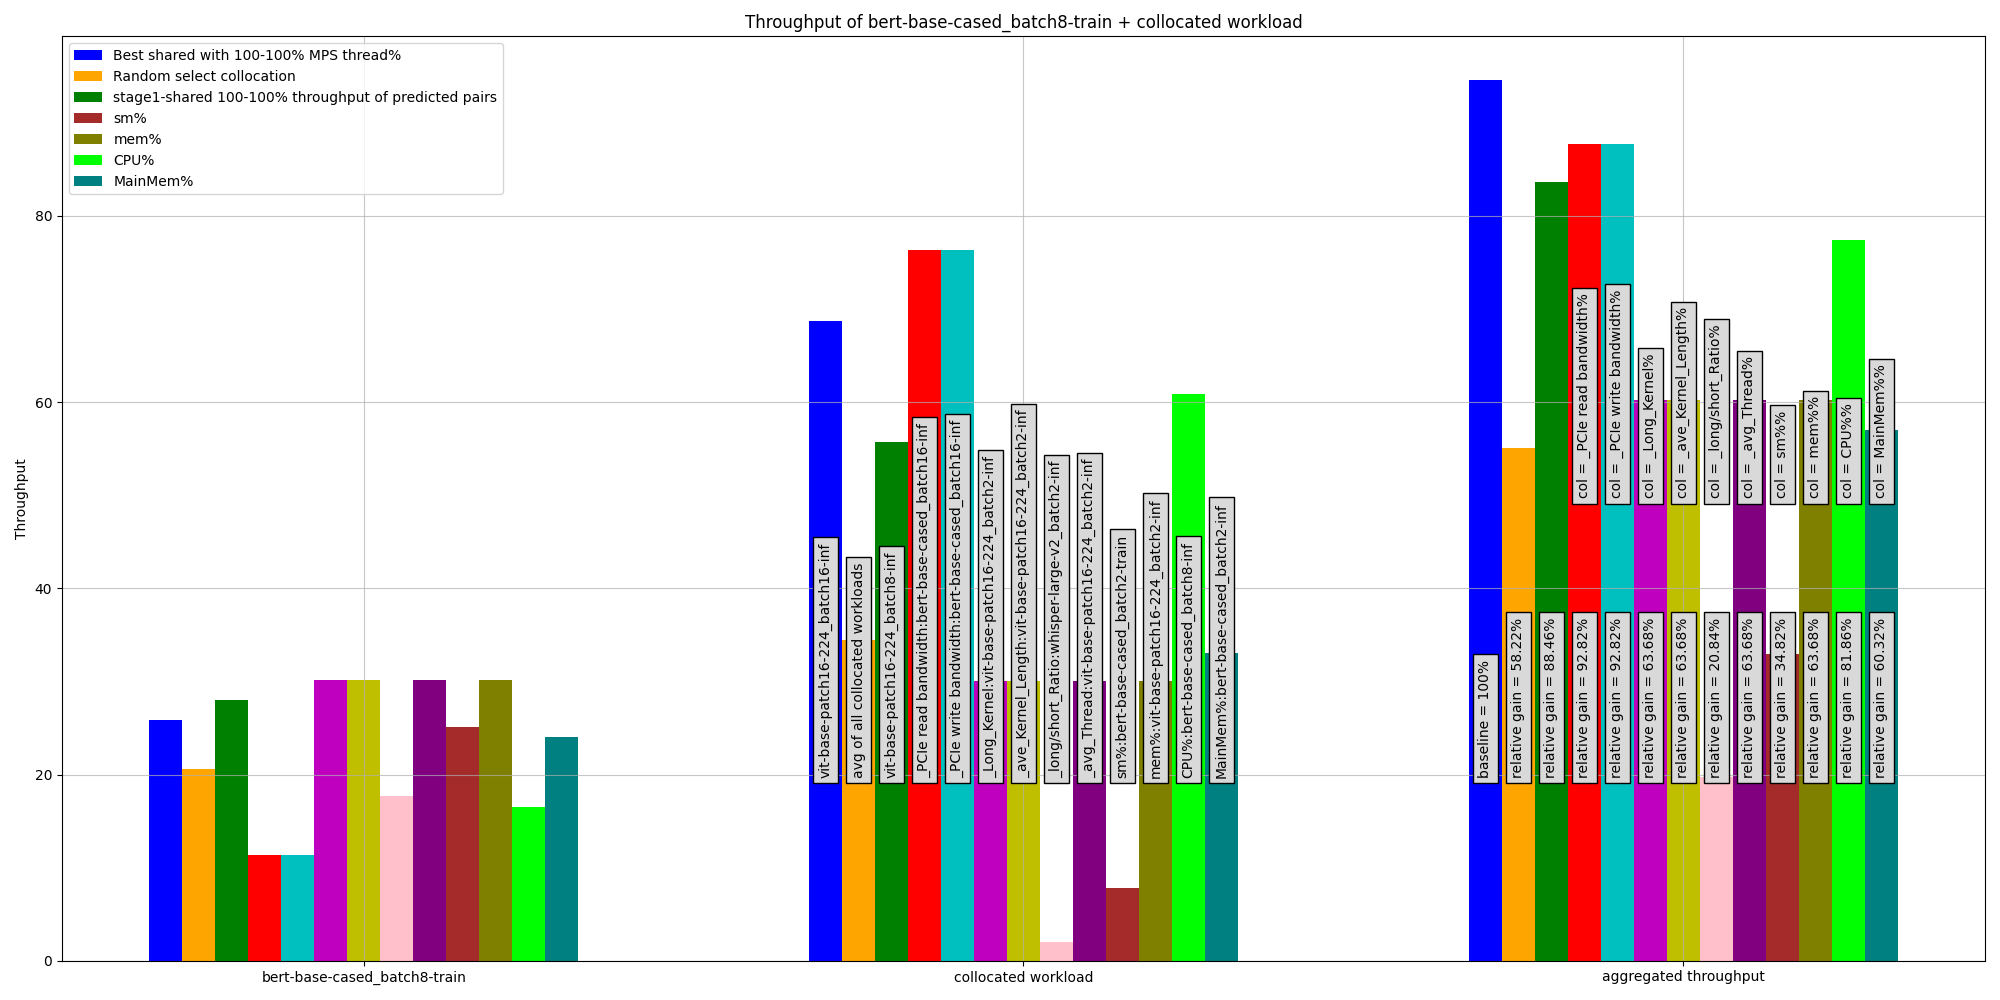 Throughput of bert-base-cased_batch8-train + collocated workload
Best shared with 100-100% MPS thread%
Random select collocation
stage1-shared 100-100% throughput of predicted pairs
sm%
mem%
CPU%
MainMem%
Throughput
80
60
40
20
0
vit-base-patch16-224_batch16-inf
avg of all collocated workloads
vit-base-patch16-224_batch8-inf
_PCIe read bandwidth:bert-base-cased_batch16-inf
_PCIe write bandwidth:bert-base-cased_batch16-inf
_Long_Kernel:vit-base-patch16-224_batch2-inf
_ave_Kernel_Length:vit-base-patch16-224_batch2-inf
_long/short_Ratio:whisper-large-v2_batch2-inf
_avg_Thread:vit-base-patch16-224_batch2-inf
sm%:bert-base-cased_batch2-train
mem%:vit-base-patch16-224_batch2-inf
CPU%:bert-base-cased_batch8-inf
MainMem%:bert-base-cased_batch2-inf
col = _PCIe read bandwidth%
col = _PCIe write bandwidth%
col = _Long_Kernel%
col = _ave_Kernel_Length%
col = _long/short_Ratio%
col = _avg_Thread%
col = sm%%
col = mem%%
col = CPU%%
col = MainMem%%
baseline = 100%
relative gain = 58.22%
relative gain = 88.46%
relative gain = 92.82%
relative gain = 92.82%
relative gain = 63.68%
relative gain = 63.68%
relative gain = 20.84%
relative gain = 63.68%
relative gain = 34.82%
relative gain = 63.68%
relative gain = 81.86%
relative gain = 60.32%
bert-base-cased_batch8-train
collocated workload
aggregated throughput